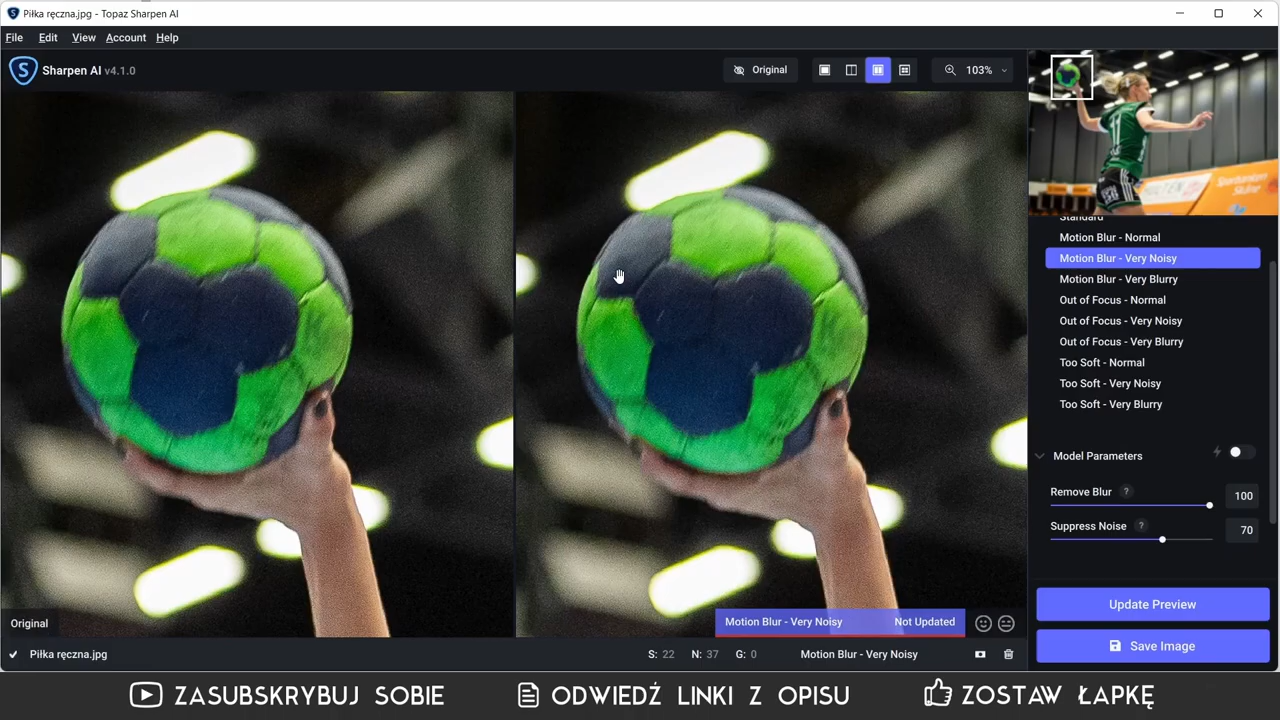 Piłka ręczna.jpg - Topaz Sharpen AI
File Edit View Account Help
Sharpen AI v4.1.0
Original
103%
17
Standard
Motion Blur - Normal
Motion Blur - Very Noisy
Motion Blur - Very Blurry
Out of Focus - Normal
Out of Focus - Very Noisy
Out of Focus - Very Blurry
Too Soft - Normal
Too Soft - Very Noisy
Too Soft - Very Blurry
Model Parameters
Remove Blur ? 100
Suppress Noise ? 70
Update Preview
Save Image
Original
Motion Blur - Very Noisy Not Updated
Piłka ręczna.jpg
S: 22 N: 37 G: 0 Motion Blur - Very Noisy
ZASUBSKRYBUJ SOBIE ODWIEDŹ LINKI Z OPISU ZOSTAW ŁAPKĘ